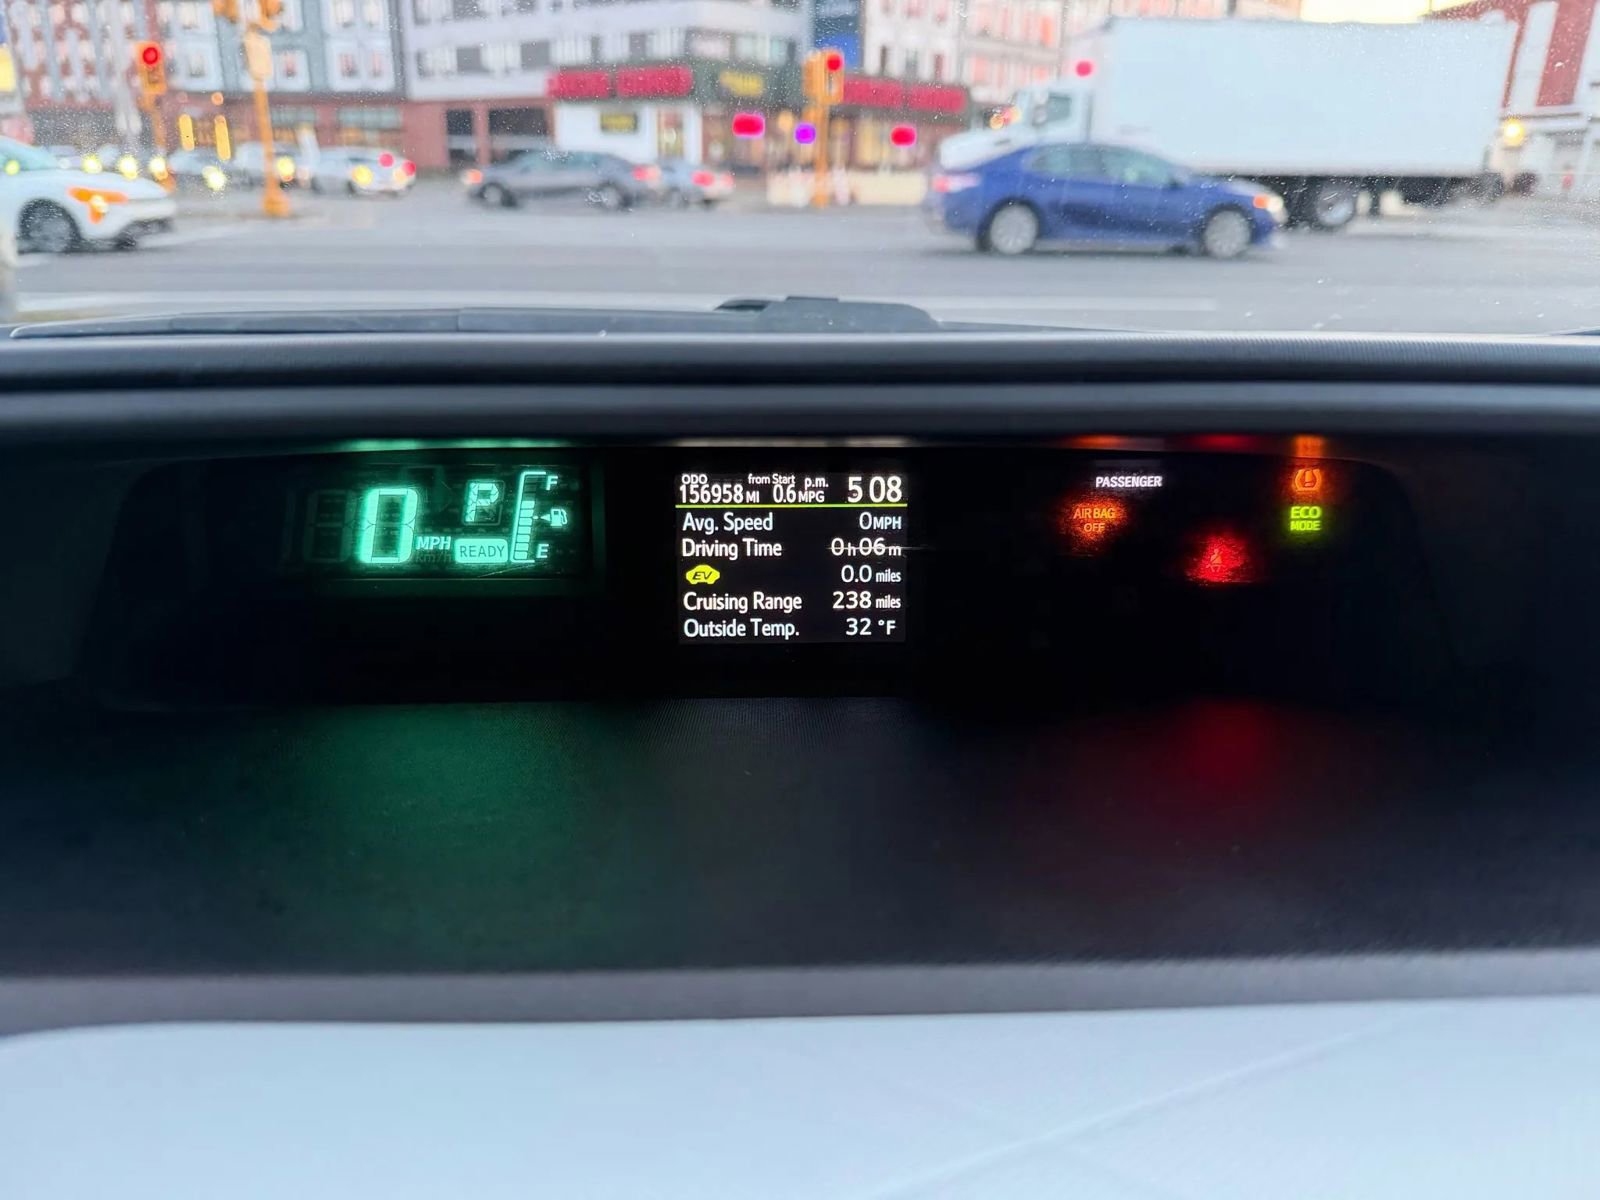 0 MPH
P
READY
F
E
ODO from Start p.m.
156958 MI 0.6 MPG 5 08
Avg. Speed 0 MPH
Driving Time 0 h 06 m
EV 0.0 miles
Cruising Range 238 miles
Outside Temp. 32 °F
PASSENGER
AIR BAG
OFF
ECO
MODE